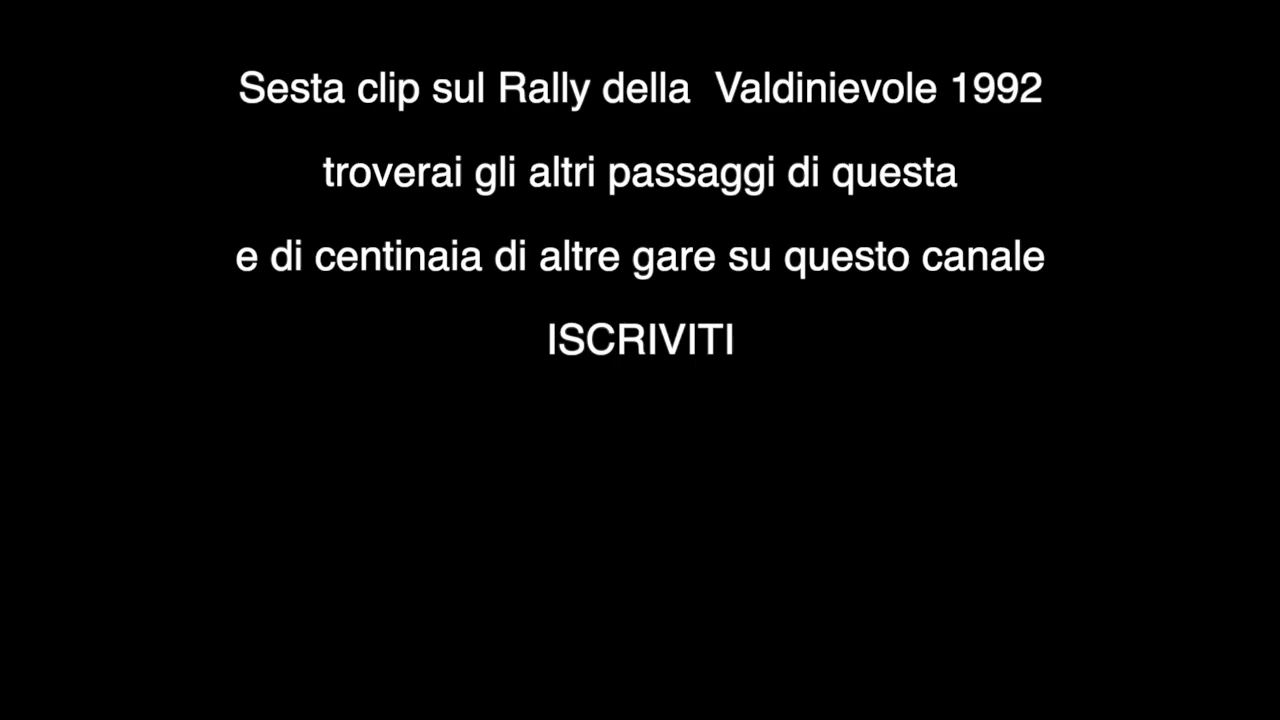 Sesta clip sul Rally della  Valdinievole 1992
troverai gli altri passaggi di questa
e di centinaia di altre gare su questo canale
ISCRIVITI